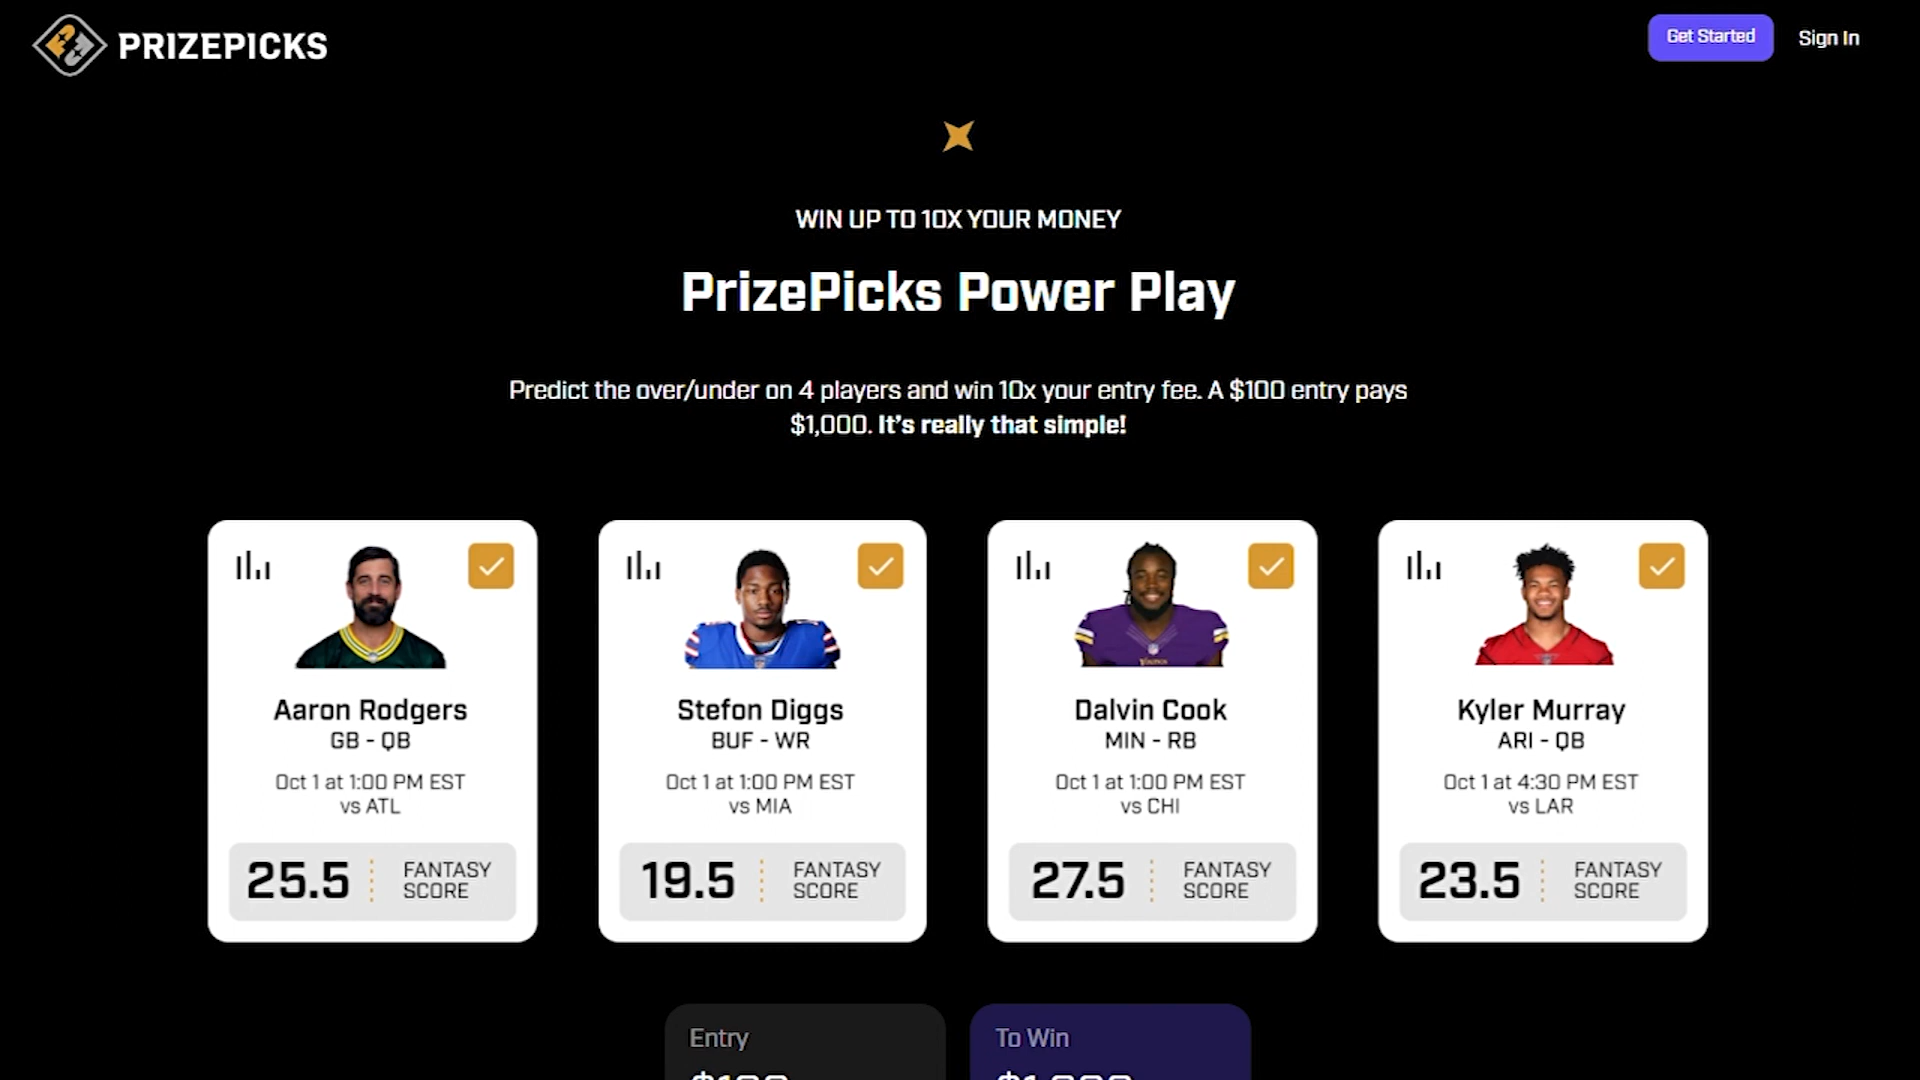 PRIZEPICKS
Get Started
Sign In
WIN UP TO 10X YOUR MONEY
PrizePicks Power Play
Predict the over/under on 4 players and win 10x your entry fee. A $100 entry pays
$1,000. It's really that simple!
Aaron Rodgers
GB - QB
Oct 1 at 1:00 PM EST
vs ATL
25.5
FANTASY
SCORE
Stefon Diggs
BUF - WR
Oct 1 at 1:00 PM EST
vs MIA
19.5
FANTASY
SCORE
Dalvin Cook
MIN - RB
Oct 1 at 1:00 PM EST
vs CHI
27.5
FANTASY
SCORE
Kyler Murray
ARI - QB
Oct 1 at 4:30 PM EST
vs LAR
23.5
FANTASY
SCORE
Entry
To Win